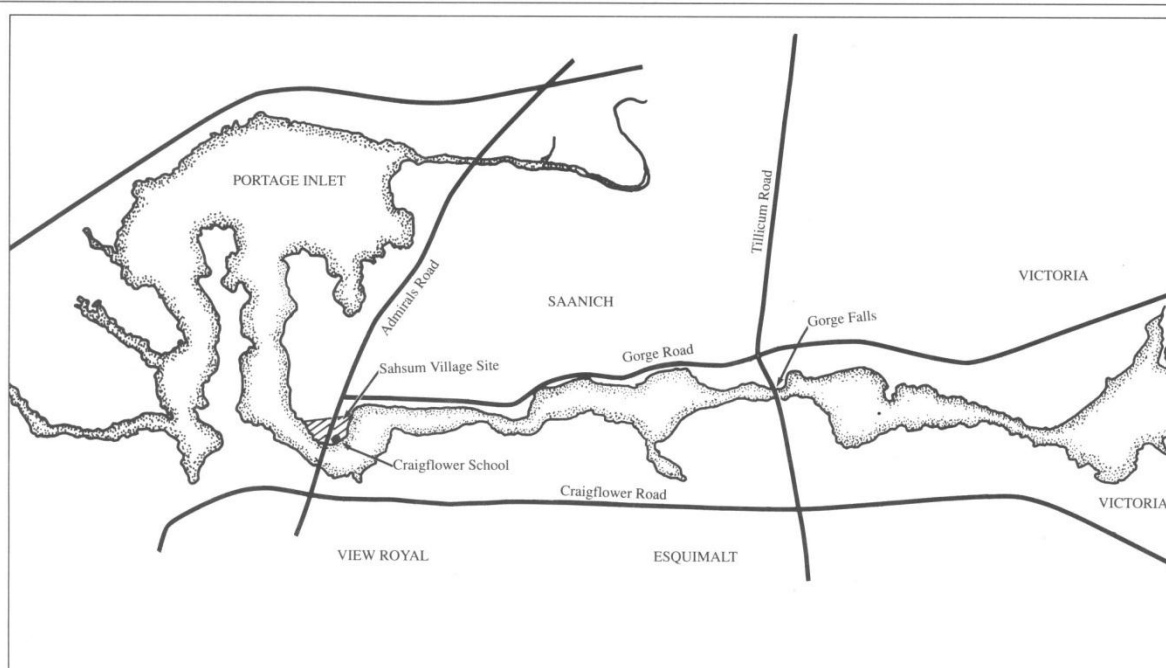 PORTAGE INLET
Tillicum Road
Admirals Road
VICTORIA
SAANICH
Gorge Falls
Gorge Road
Sahsum Village Site
Craigflower School
Craigflower Road
VICTORIA
VIEW ROYAL
ESQUIMALT